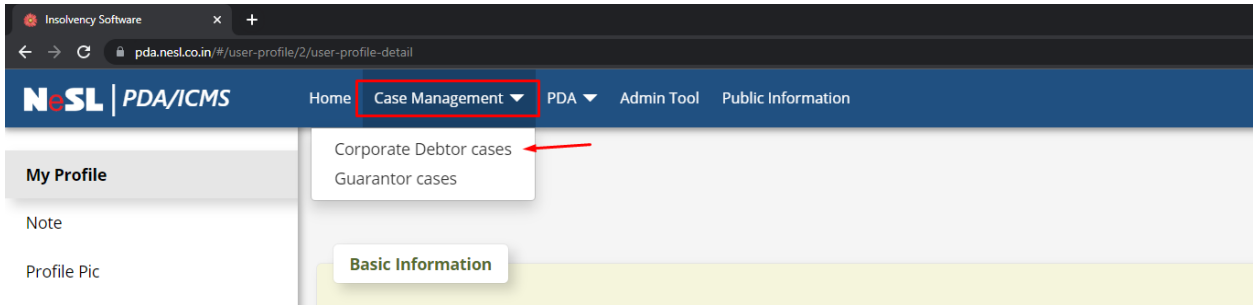 Insolvency Software
pda.nesl.co.in/#/user-profile/2/user-profile-detail
NeSL | PDA/ICMS Home Case Management PDA Admin Tool Public Information
Corporate Debtor cases
My Profile
Guarantor cases
Note
Basic Information
Profile Pic